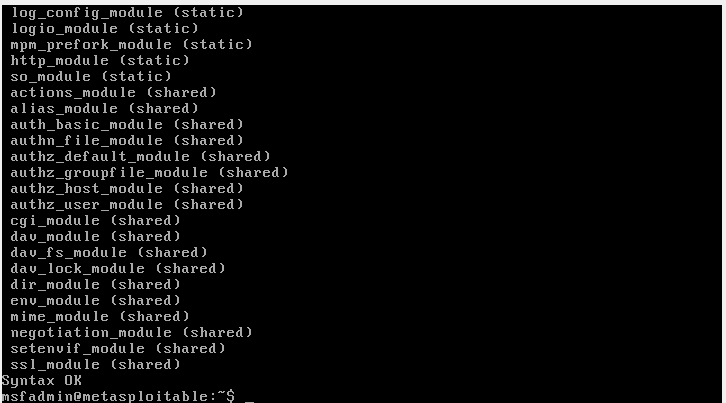 log_config_module (static)
logio_module (static)
mpm_prefork_module (static)
http_module (static)
so_module (static)
actions_module (shared)
alias_module (shared)
auth_basic_module (shared)
authn_file_module (shared)
authz_default_module (shared)
authz_groupfile_module (shared)
authz_host_module (shared)
authz_user_module (shared)
cgi_module (shared)
dav_module (shared)
dav_fs_module (shared)
dav_lock_module (shared)
dir_module (shared)
env_module (shared)
mime_module (shared)
negotiation_module (shared)
setenvif_module (shared)
ssl_module (shared)
Syntax OK
msfadmin@metasploitable:~$ _